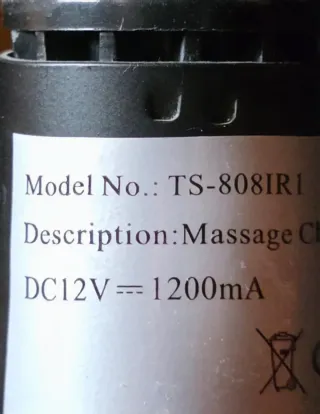 Model No.: TS-808IR1
Description:Massage
DC12V ⎓ 1200mA